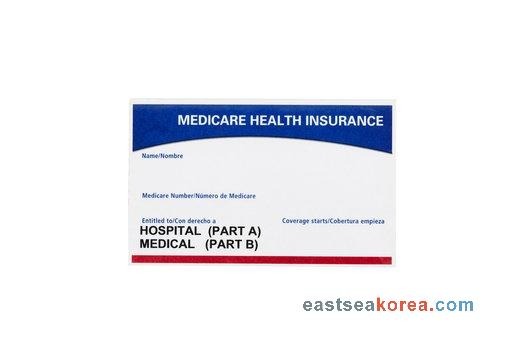 MEDICARE HEALTH INSURANCE
Name/Nombre
Medicare Number/Número de Medicare
Entitled to/Con derecho a Coverage starts/Cobertura empieza
HOSPITAL (PART A)
MEDICAL (PART B)
eastseakorea.com